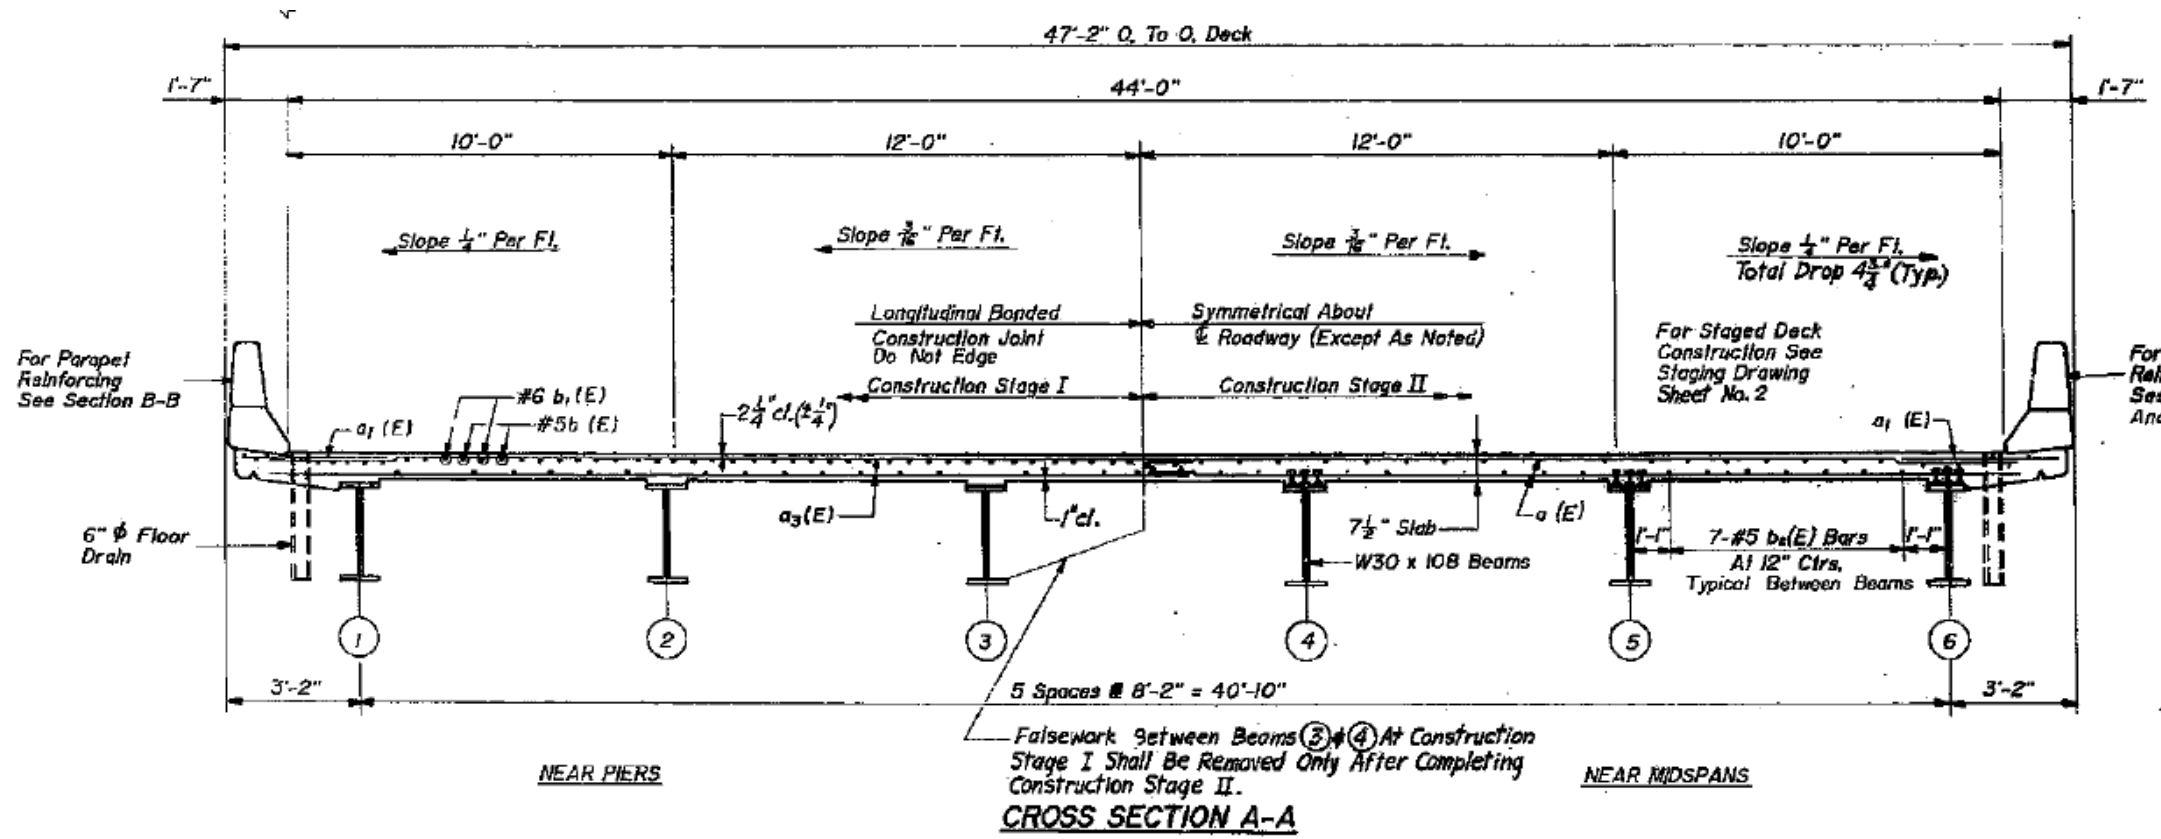 47'-2" O. To O. Deck
1'-7"
44'-0"
1'-7"
10'-0"
12'-0"
12'-0"
10'-0"
Slope 1/4" Per Ft.
Slope 3/16" Per Ft.
Slope 3/16" Per Ft.
Slope 1/4" Per Ft.
Total Drop 4 3/4" (Typ.)
Longitudinal Bonded
Construction Joint
Do Not Edge
Symmetrical About
℄ Roadway (Except As Noted)
For Staged Deck
Construction See
Staging Drawing
Sheet No. 2
For Parapet
Reinforcing
See Section B-B
For
Construction Stage I
Construction Stage II
#6 b₁(E)
#5b (E)
2 1/4" cl. (± 1/4")
a₁(E)
a₁ (E)
a₃(E)
1" cl.
7 1/2" Slab
a (E)
6" ϕ Floor
Drain
W30 x 108 Beams
1'-1"
7-#5 b₂(E) Bars
At 12" Ctrs.
Typical Between Beams
1'-1"
1
2
3
4
5
6
3'-2"
5 Spaces @ 8'-2" = 40'-10"
3'-2"
Falsework Between Beams 3 & 4 At Construction
Stage I Shall Be Removed Only After Completing
Construction Stage II.
NEAR PIERS
NEAR MIDSPANS
CROSS SECTION A-A